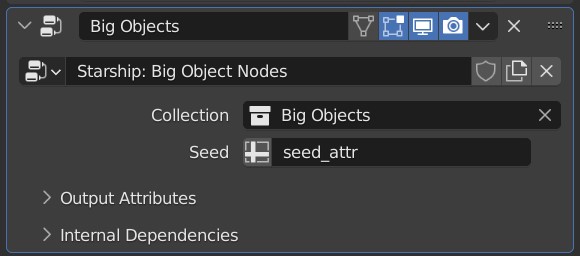 Big Objects
Starship: Big Object Nodes
Collection Big Objects
Seed seed_attr
Output Attributes
Internal Dependencies